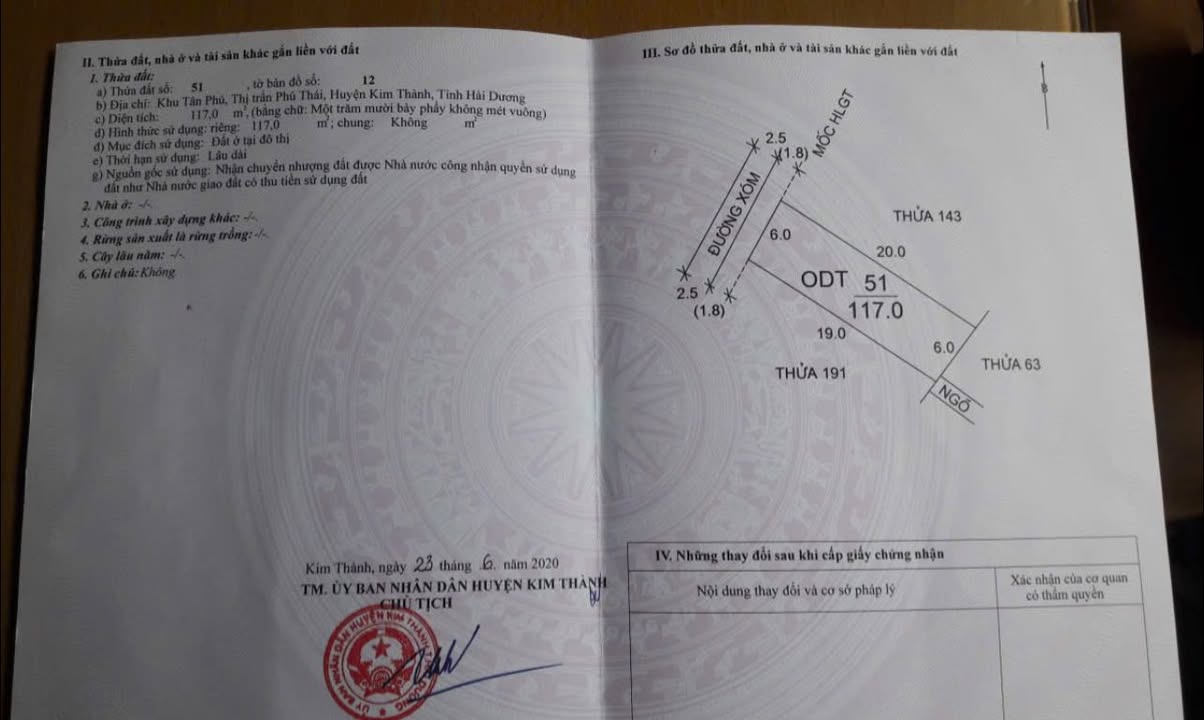 II. Thửa đất, nhà ở và tài sản khác gắn liền với đất
1. Thửa đất:
a) Thửa đất số: 51 , tờ bản đồ số: 12
b) Địa chỉ: Khu Tân Phú, Thị trấn Phú Thái, Huyện Kim Thành, Tỉnh Hải Dương
c) Diện tích: 117,0 m², (bằng chữ: Một trăm mười bảy phẩy không mét vuông)
d) Hình thức sử dụng: riêng: 117,0 m²; chung: Không m²
d) Mục đích sử dụng: Đất ở tại đô thị
e) Thời hạn sử dụng: Lâu dài
g) Nguồn gốc sử dụng: Nhận chuyển nhượng đất được Nhà nước công nhận quyền sử dụng
đất như Nhà nước giao đất có thu tiền sử dụng đất
2. Nhà ở: -/-.
3. Công trình xây dựng khác: -/-.
4. Rừng sản xuất là rừng trồng: -/-.
5. Cây lâu năm: -/-.
6. Ghi chú: Không
Kim Thành, ngày 23 tháng 6. năm 2020
TM. ỦY BAN NHÂN DÂN HUYỆN KIM THÀNH
CHỦ TỊCH
III. Sơ đồ thửa đất, nhà ở và tài sản khác gắn liền với đất
B
2.5
(1.8)
MỐC HLGT
ĐƯỜNG XÓM
THỬA 143
6.0
20.0
ODT 51
117.0
2.5
(1.8)
19.0
6.0
THỬA 63
THỬA 191
NGÕ
IV. Những thay đổi sau khi cấp giấy chứng nhận
Nội dung thay đổi và cơ sở pháp lý
Xác nhận của cơ quan
có thẩm quyền